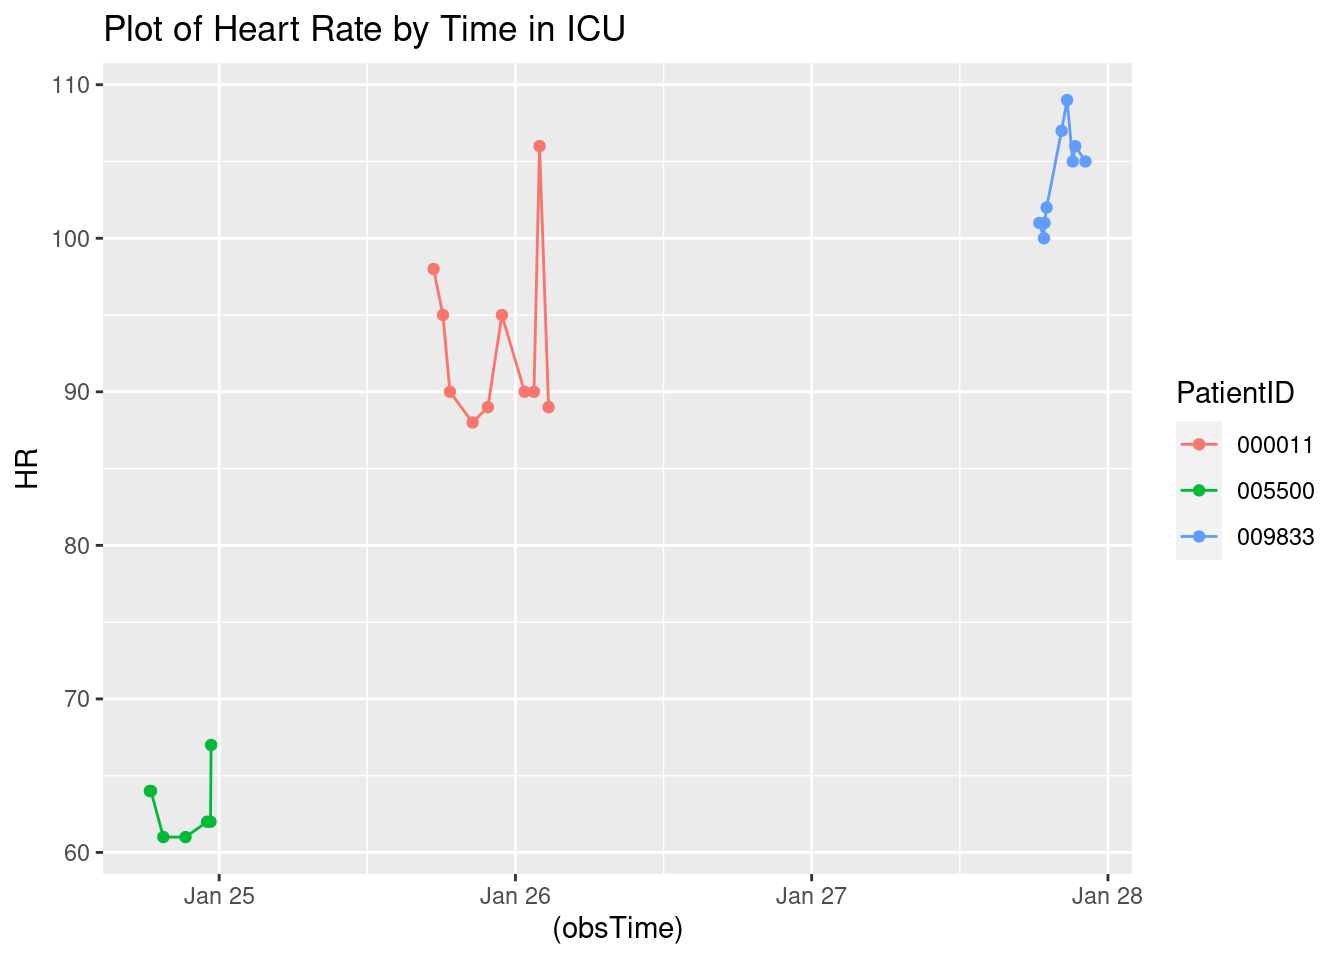 Plot of Heart Rate by Time in ICU
110
100
90
80
70
60
HR
Jan 25
Jan 26
Jan 27
Jan 28
(obsTime)
PatientID
000011
005500
009833